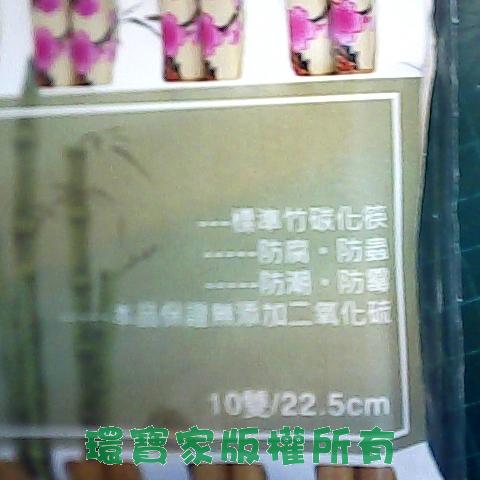 ---標準竹碳化筷
-----防腐·防蟲
-----防潮·防霉
-----本品保證無添加二氧化硫
10雙/22.5cm
環寶家版權所有